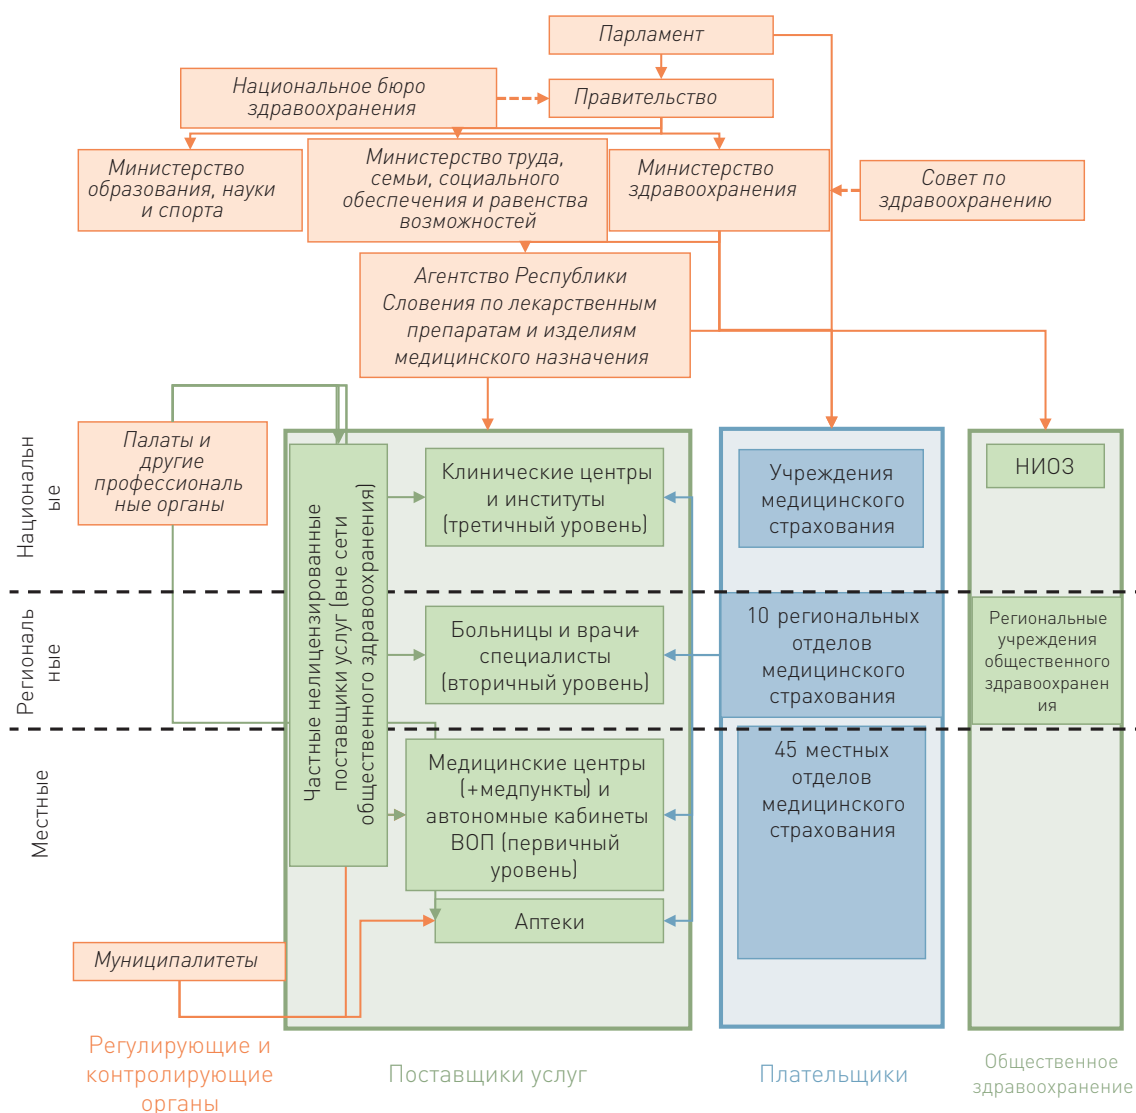 Парламент
Национальное бюро
здравоохранения
Правительство
Министерство
образования, науки
и спорта
Министерство труда,
семьи, социального
обеспечения и равенства
возможностей
Министерство
здравоохранения
Совет по
здравоохранению
Агентство Республики
Словения по лекарственным
препаратам и изделиям
медицинского назначения
Национальн
ые
Палаты и
другие
профессиональ
ные органы
Частные нелицензированные
поставщики услуг (вне сети
общественного здравоохранения)
Клинические центры
и институты
(третичный уровень)
Учреждения
медицинского
страхования
НИОЗ
Региональ
ные
Больницы и врачи-
специалисты
(вторичный уровень)
10 региональных
отделов
медицинского
страхования
Региональные
учреждения
общественного
здравоохранен
ия
Местные
Медицинские центры
(+медпункты) и
автономные кабинеты
ВОП (первичный
уровень)
45 местных
отделов
медицинского
страхования
Аптеки
Муниципалитеты
Регулирующие и
контролирующие
органы
Поставщики услуг
Плательщики
Общественное
здравоохранение